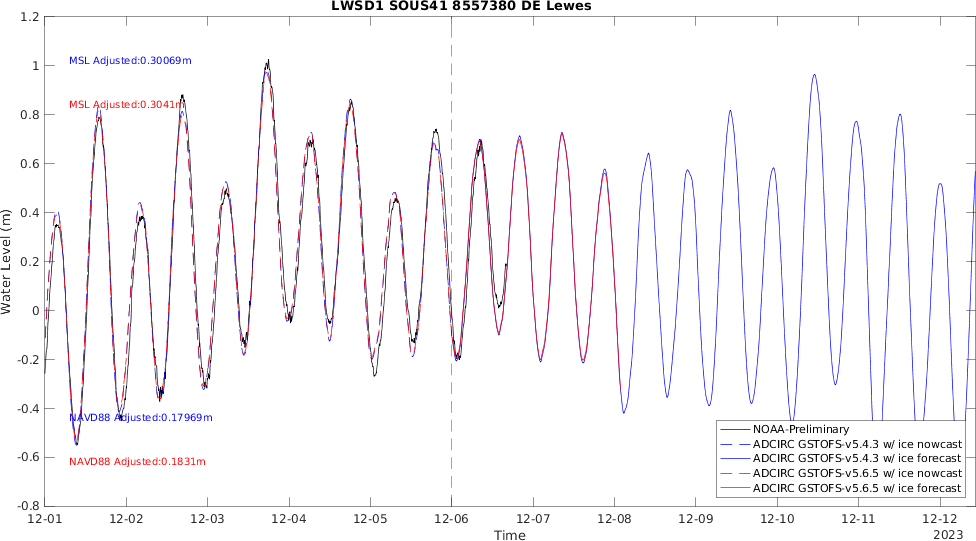 LWSD1 SOUS41 8557380 DE Lewes
1.2
1
0.8
0.6
0.4
0.2
0
-0.2
-0.4
-0.6
-0.8
Water Level (m)
MSL Adjusted:0.30069m
MSL Adjusted:0.3041m
NAVD88 Adjusted:0.17969m
NAVD88 Adjusted:0.1831m
NOAA-Preliminary
ADCIRC GSTOFS-v5.4.3 w/ ice nowcast
ADCIRC GSTOFS-v5.4.3 w/ ice forecast
ADCIRC GSTOFS-v5.6.5 w/ ice nowcast
ADCIRC GSTOFS-v5.6.5 w/ ice forecast
12-01 12-02 12-03 12-04 12-05 12-06 12-07 12-08 12-09 12-10 12-11 12-12
2023
Time